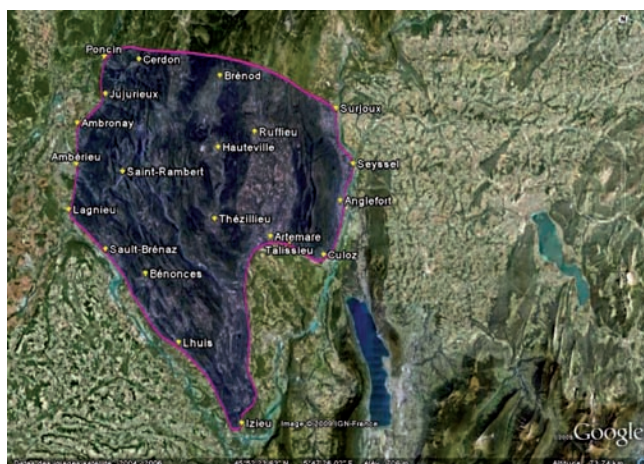 Poncin
Cerdon
Brénod
Jujurieux
Surjoux
Ambronay
Ruffieu
Hauteville
Ambérieu
Seyssel
Saint-Rambert
Anglefort
Lagnieu
Thézillieu
Artemare
Sault-Brénaz
Talissieu
Culoz
Bénonces
Lhuis
Izieu
Image © 2009 IGN-France
©2009 Google